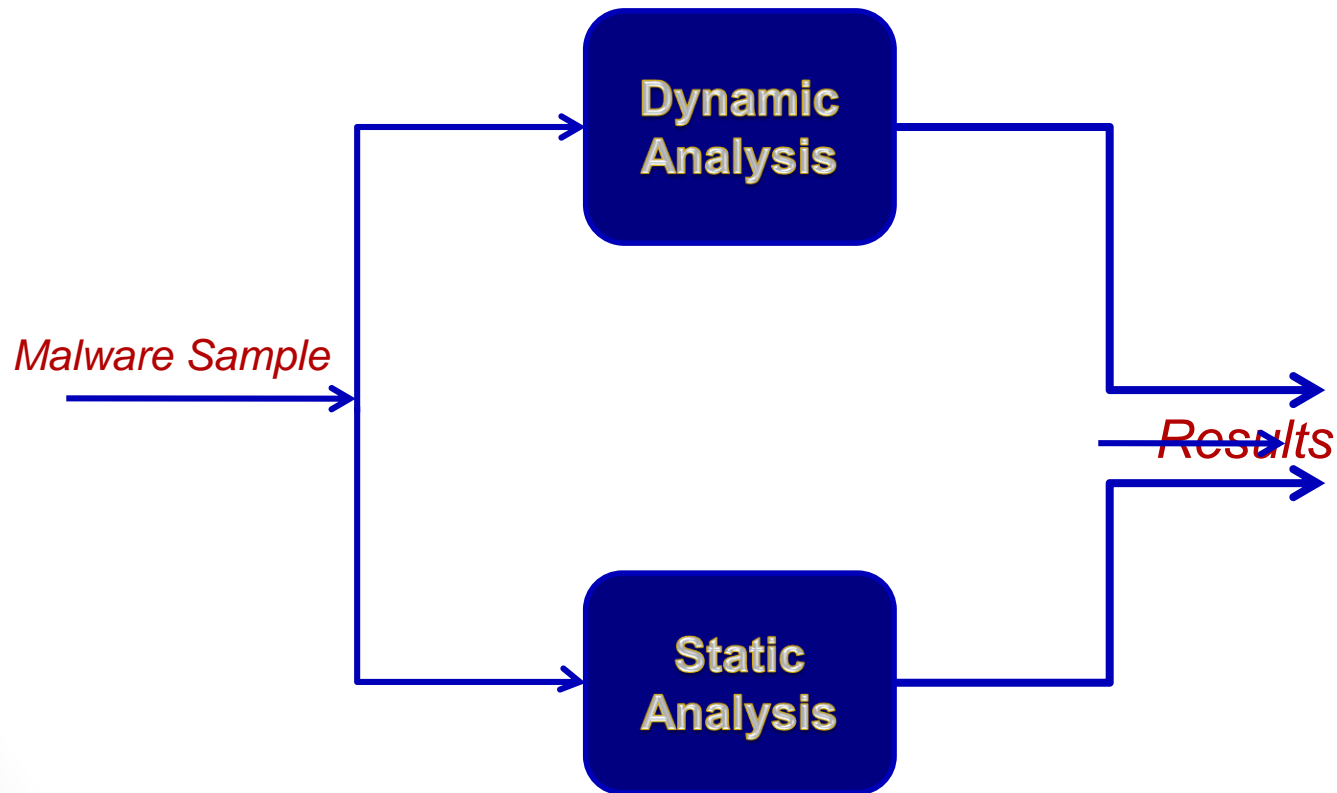 Dynamic
Analysis
Malware Sample
Results
Static
Analysis